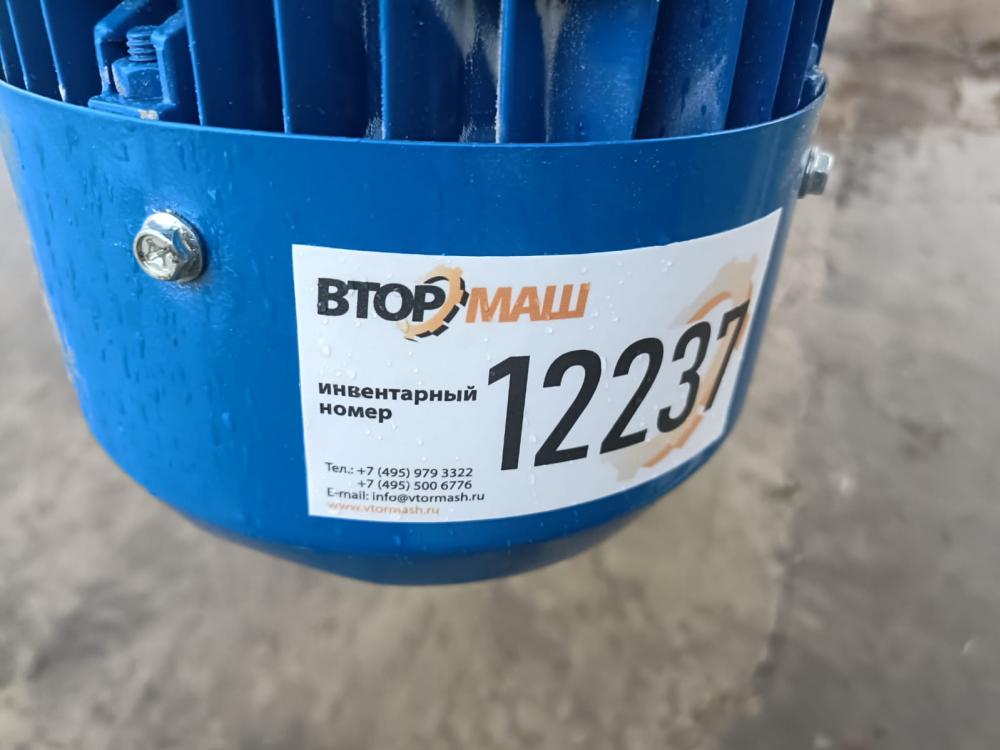 ВТОРМАШ
инвентарный
номер
12237
Тел.: +7 (495) 979 3322
+7 (495) 500 6776
E-mail: info@vtormash.ru
www.vtormash.ru